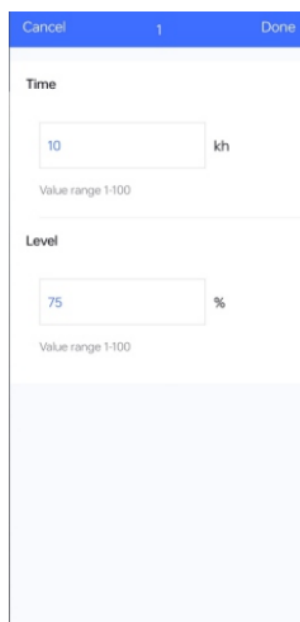 Cancel 1 Done
Time
10 kh
Value range 1-100
Level
75 %
Value range 1-100